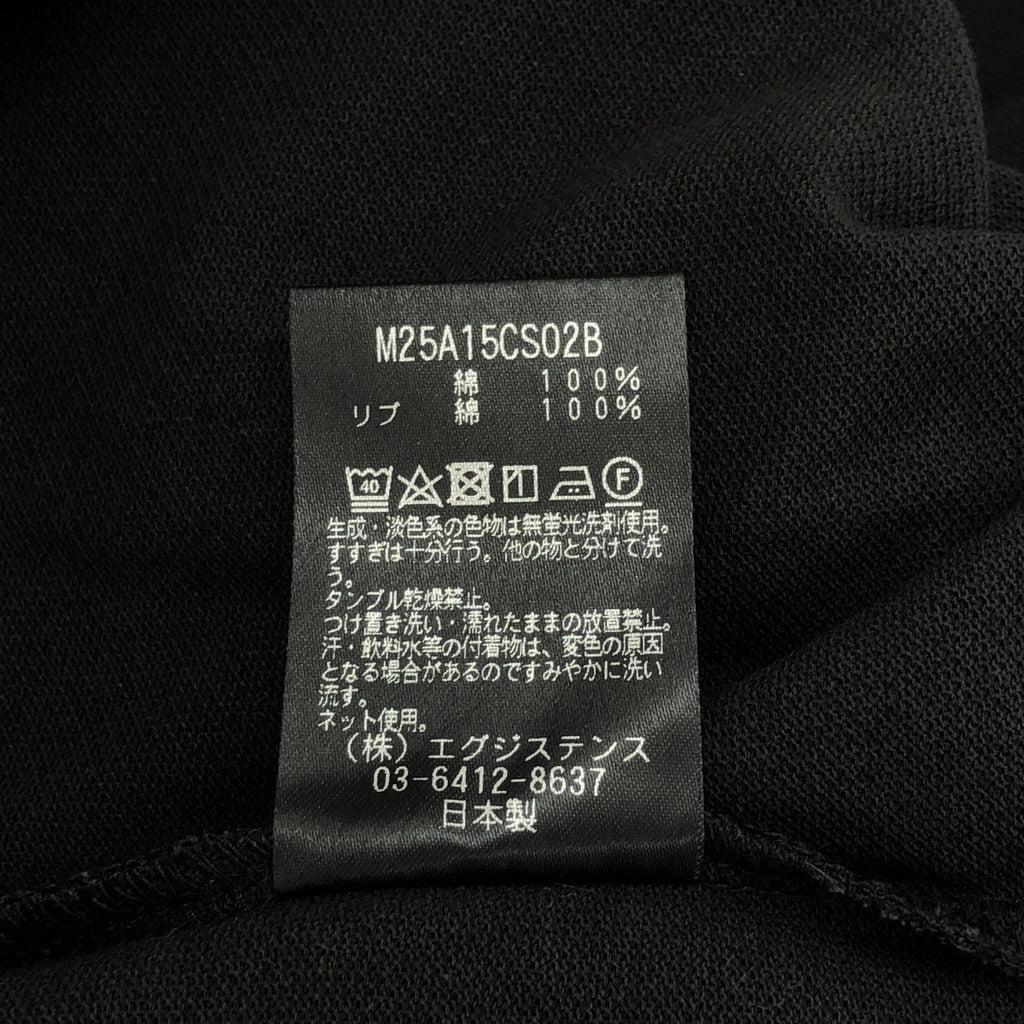 M25A15CS02B
綿 100%
リブ 綿 100%
40 F
生成・淡色系の色物は無蛍光洗剤使用。
すすぎは十分行う。他の物と分けて洗
う。
タンブル乾燥禁止。
つけ置き洗い・濡れたままの放置禁止。
汗・飲料水等の付着物は、変色の原因
となる場合があるのですみやかに洗い
流す。
ネット使用。
(株) エグジステンス
03-6412-8637
日本製